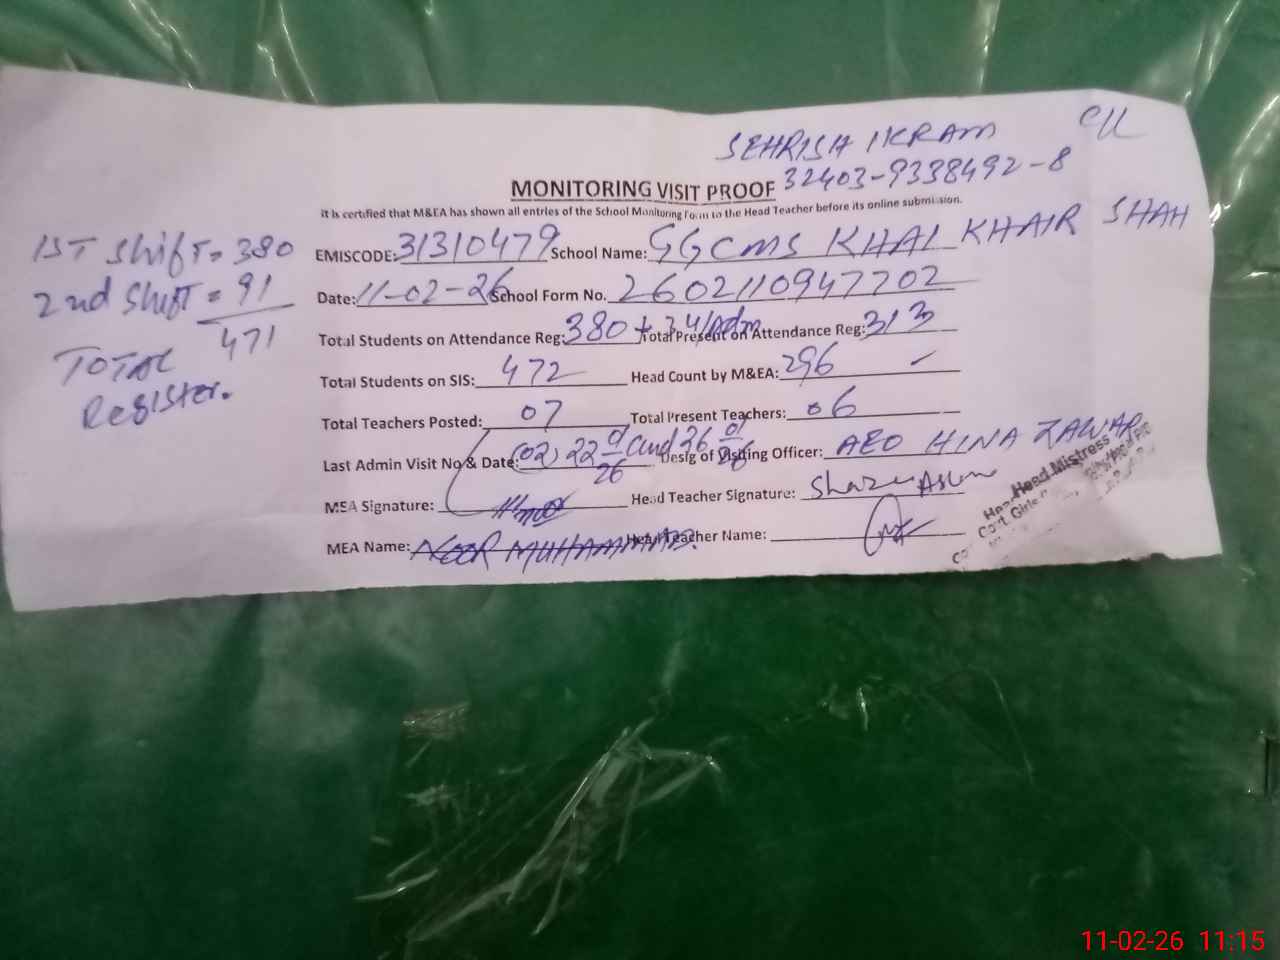 SEHRISH IKRAM
32403-9338492-8
MONITORING VISIT PROOF
It is certified that M&EA has shown all entries of the School Monitoring Form to the Head Teacher before its online submission.
1ST Shift = 380
2nd Shift = 91
471
TOTAL
Register.
EMISCODE: 31310479 School Name: GGCMS KHAI KHAIR SHAH
Date: 11-02-26 School Form No. 2602110947702
Total Students on Attendance Reg: 380 + 34/Adm Total Present on Attendance Reg: 313
Total Students on SIS: 472 Head Count by M&EA: 296
Total Teachers Posted: 07 Total Present Teachers: 06
Last Admin Visit No & Date: (02) 22 01/26 and 26 01/26 Desig of Visiting Officer: AEO HINA ZAWAR
MEA Signature: Head Teacher Signature: Aslam
MEA Name: NOOR MUHAMMAD. Head Teacher Name:
Head Mistress
Govt. Girls
11-02-26 11:15